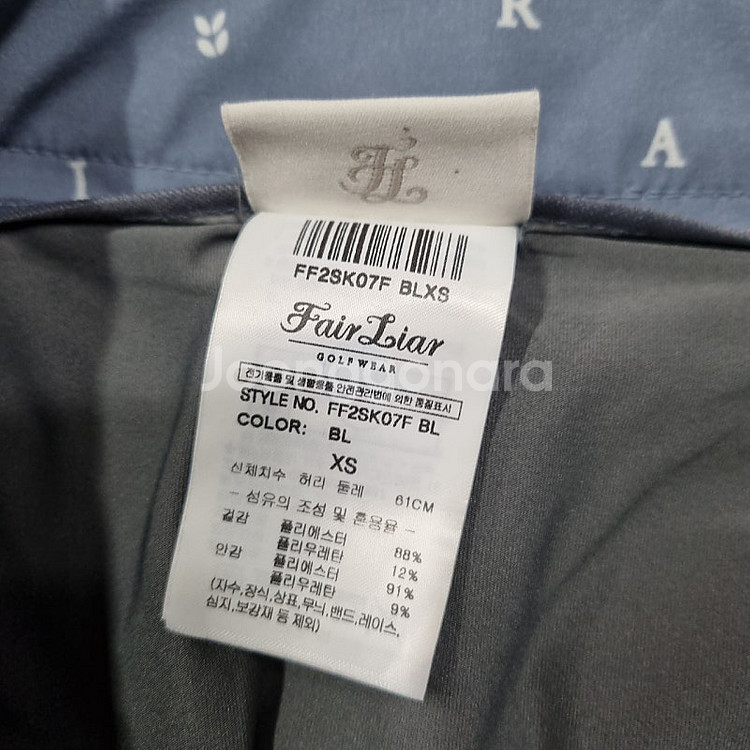 R
A
I
FL
FF2SK07F BLXS
Fair Liar
GOLFWEAR
Joonggonara
전기용품 및 생활용품 안전관리법에 의한 품질표시
STYLE NO. FF2SK07F BL
COLOR: BL
XS
신체치수 허리 둘레 61CM
- 섬유의 조성 및 혼용율 -
겉감 폴리에스터 88%
폴리우레탄 12%
안감 폴리에스터 91%
폴리우레탄 9%
(자수,장식,상표,무늬,밴드,레이스,
심지,보강재 등 제외)